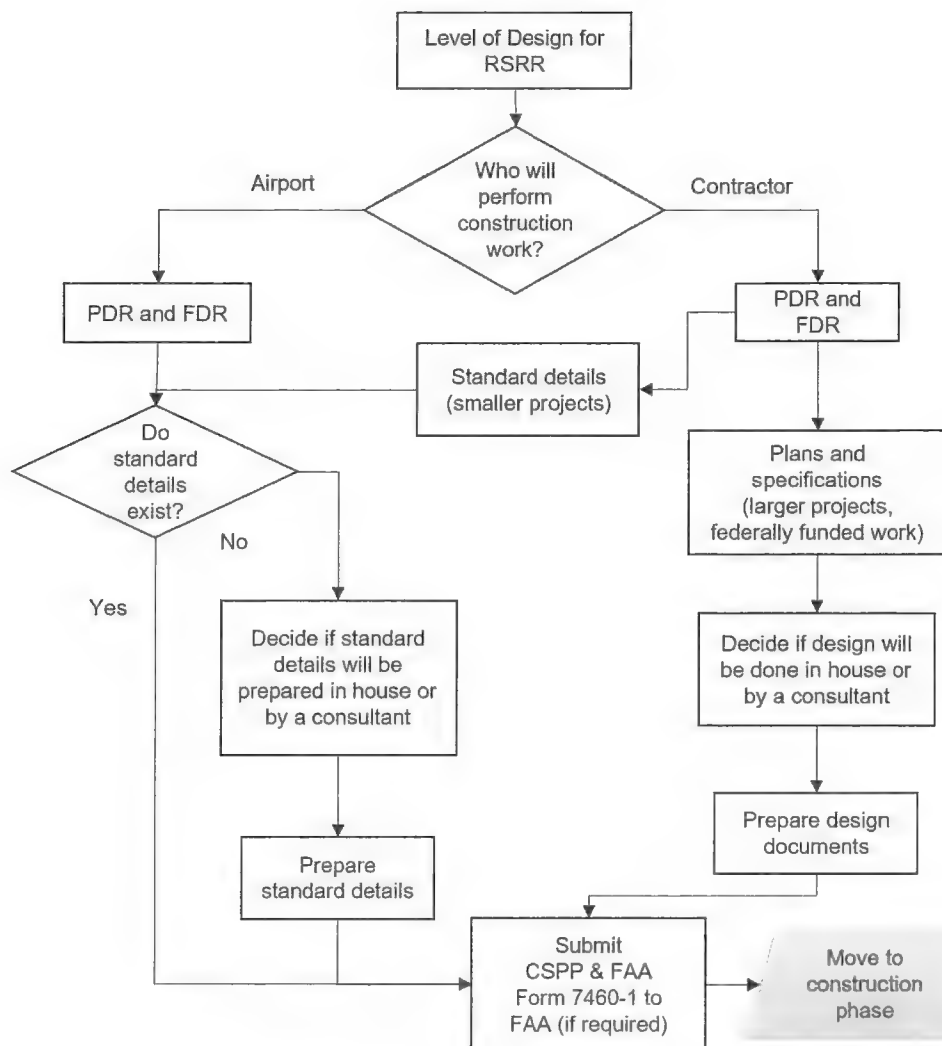 Level of Design for
RSRR
Who will
perform
construction
work?
Airport
Contractor
PDR and FDR
PDR and
FDR
Standard details
(smaller projects)
Do
standard
details
exist?
Plans and
specifications
(larger projects,
federally funded work)
No
Yes
Decide if standard
details will be
prepared in house or
by a consultant
Decide if design will
be done in house or
by a consultant
Prepare
standard details
Prepare design
documents
Submit
CSPP & FAA
Form 7460-1 to
FAA (if required)
Move to
construction
phase